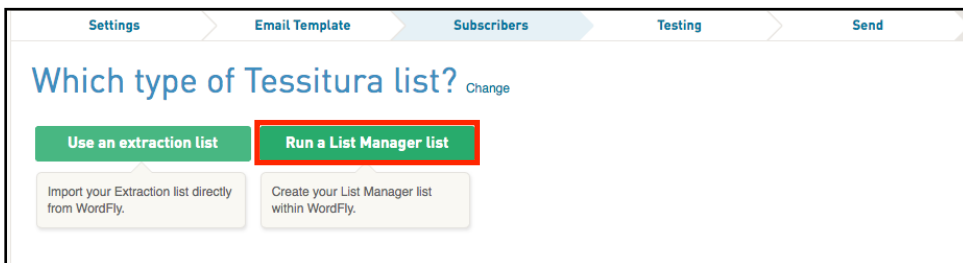 Settings Email Template Subscribers Testing Send
Which type of Tessitura list? Change
Use an extraction list Run a List Manager list
Import your Extraction list directly
from WordFly.
Create your List Manager list
within WordFly.